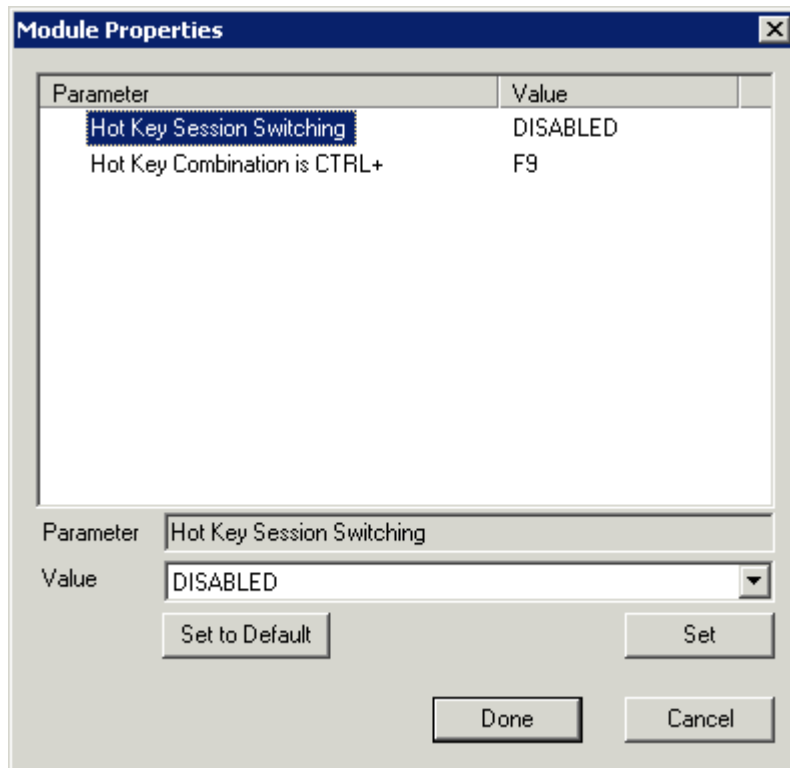 Module Properties
Parameter Value
Hot Key Session Switching DISABLED
Hot Key Combination is CTRL+ F9
Parameter Hot Key Session Switching
Value DISABLED
Set to Default Set
Done Cancel